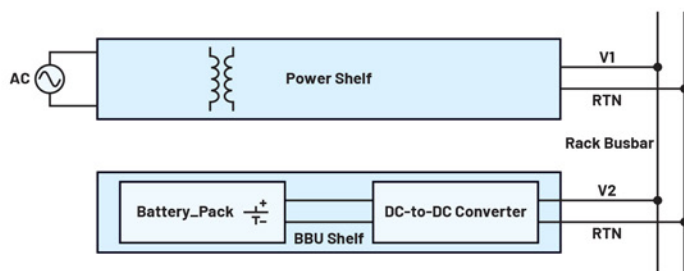 V1
AC
Power Shelf
RTN
Rack Busbar
V2
Battery_Pack
+
T-
DC-to-DC Converter
BBU Shelf
RTN